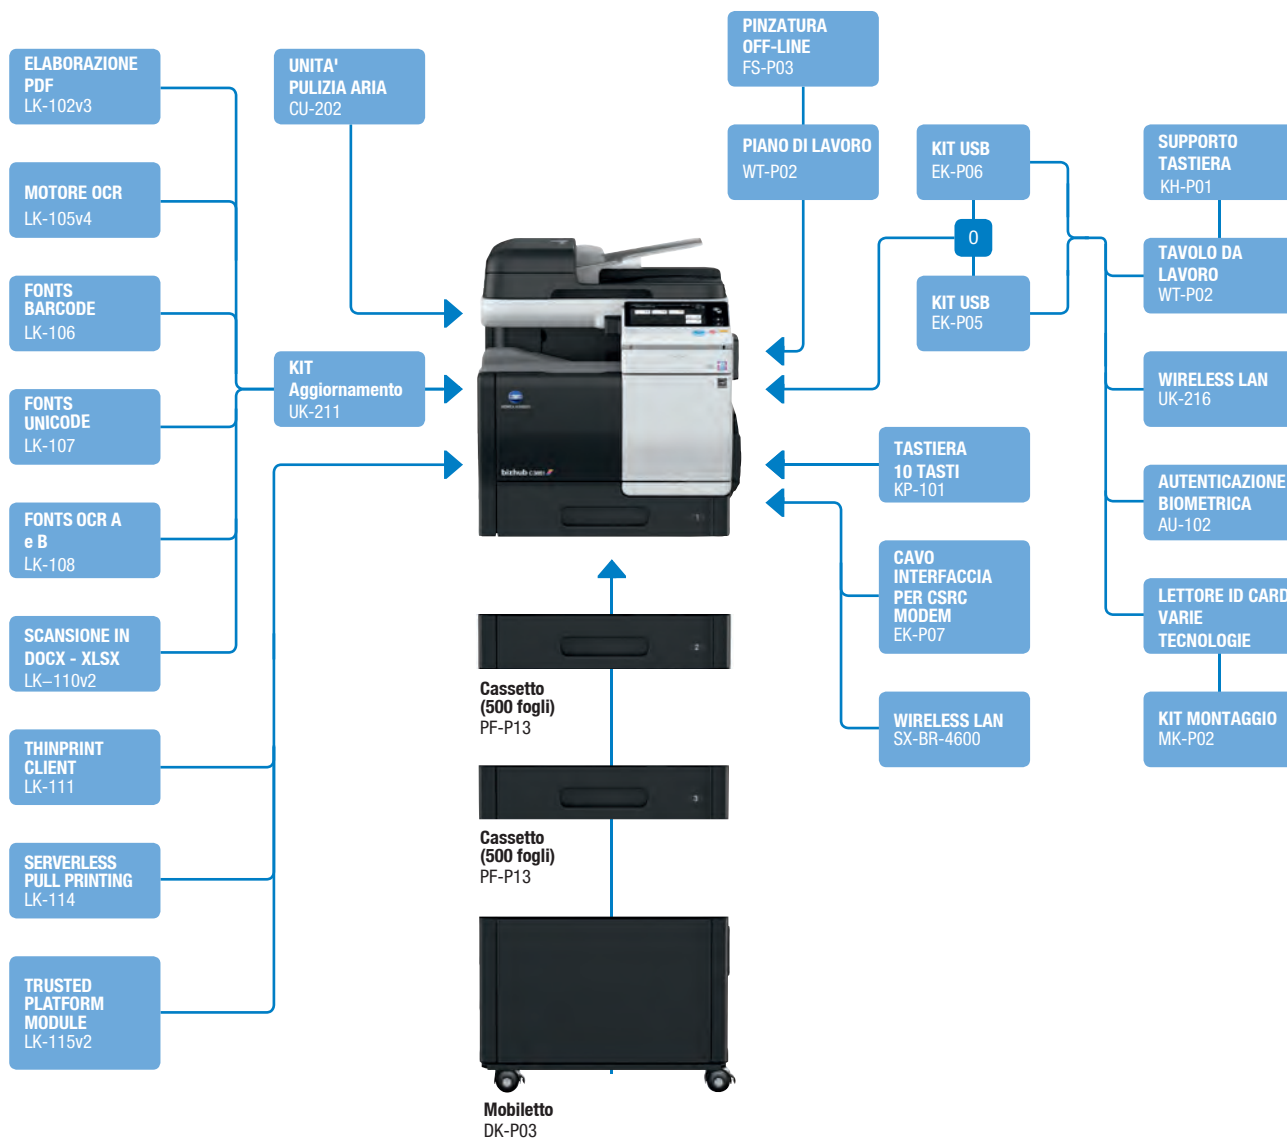 ELABORAZIONE
PDF
LK-102v3
MOTORE OCR
LK-105v4
FONTS
BARCODE
LK-106
FONTS
UNICODE
LK-107
FONTS OCR A
e B
LK-108
SCANSIONE IN
DOCX - XLSX
LK–110v2
THINPRINT
CLIENT
LK-111
SERVERLESS
PULL PRINTING
LK-114
TRUSTED
PLATFORM
MODULE
LK-115v2
UNITA'
PULIZIA ARIA
CU-202
KIT
Aggiornamento
UK-211
PINZATURA
OFF-LINE
FS-P03
PIANO DI LAVORO
WT-P02
bizhub
1
2
Cassetto
(500 fogli)
PF-P13
3
Cassetto
(500 fogli)
PF-P13
Mobiletto
DK-P03
KIT USB
EK-P06
0
KIT USB
EK-P05
TASTIERA
10 TASTI
KP-101
CAVO
INTERFACCIA
PER CSRC
MODEM
EK-P07
WIRELESS LAN
SX-BR-4600
SUPPORTO
TASTIERA
KH-P01
TAVOLO DA
LAVORO
WT-P02
WIRELESS LAN
UK-216
AUTENTICAZIONE
BIOMETRICA
AU-102
LETTORE ID CARD
VARIE
TECNOLOGIE
KIT MONTAGGIO
MK-P02